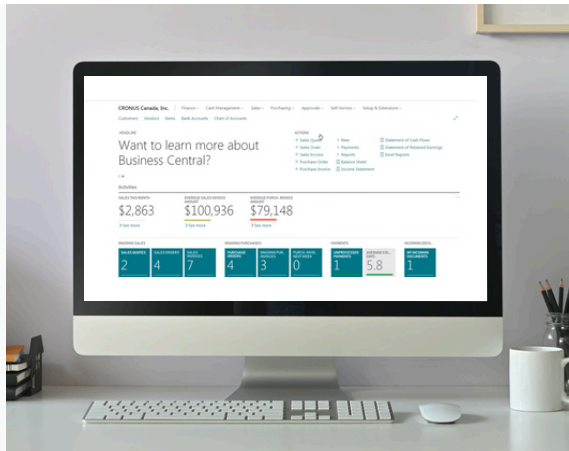 CRONUS Canada, Inc. Finance Cash Management Sales Purchasing Approvals Self-Service Setup & Extensions
Customers Vendors Items Bank Accounts Chart of Accounts
HEADLINE
Want to learn more about
Business Central?
ACTIONS
+ Sales Quote
+ Sales Order
+ Sales Invoice
+ Purchase Order
+ Purchase Invoice
+ New
> Payments
> Reports
Balance Sheet
Income Statement
Statement of Cash Flows
Statement of Retained Earnings
Excel Reports
Activities
SALES THIS MONTH
$2,863
> See more
OVERDUE SALES INVOICE
AMOUNT
$100,936
> See more
OVERDUE PURCH. INVOICE
AMOUNT
$79,148
> See more
ONGOING SALES
SALES QUOTES
2
SALES ORDERS
4
SALES
INVOICES
7
ONGOING PURCHASES
PURCHASE
ORDERS
4
ONGOING PUR...
INVOICES
3
PURCH. INVOI...
NEXT WEEK
0
PAYMENTS
UNPROCESSED
PAYMENTS
1
AVERAGE COL...
DAYS
5.8
INCOMING DOCU...
MY INCOMING
DOCUMENTS
1